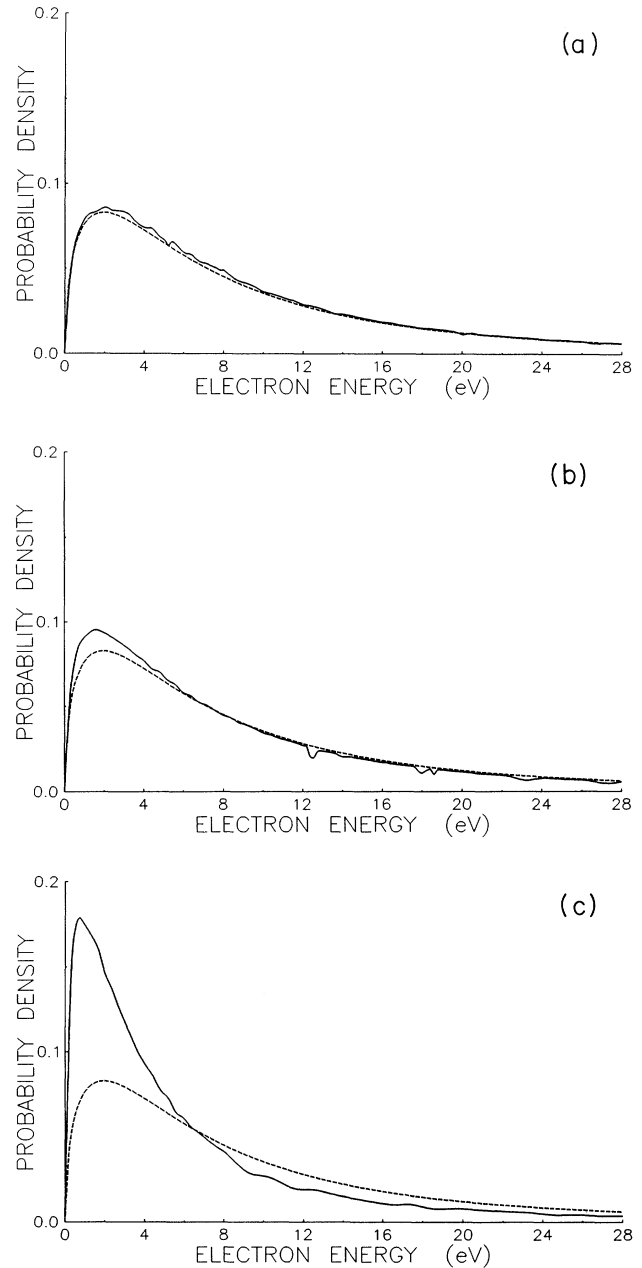 0.2
(a)
PROBABILITY DENSITY
0.1
0.0
0 4 8 12 16 20 24 28
ELECTRON ENERGY (eV)
0.2
(b)
PROBABILITY DENSITY
0.1
0.0
0 4 8 12 16 20 24 28
ELECTRON ENERGY (eV)
0.2
(c)
PROBABILITY DENSITY
0.1
0.0
0 4 8 12 16 20 24 28
ELECTRON ENERGY (eV)